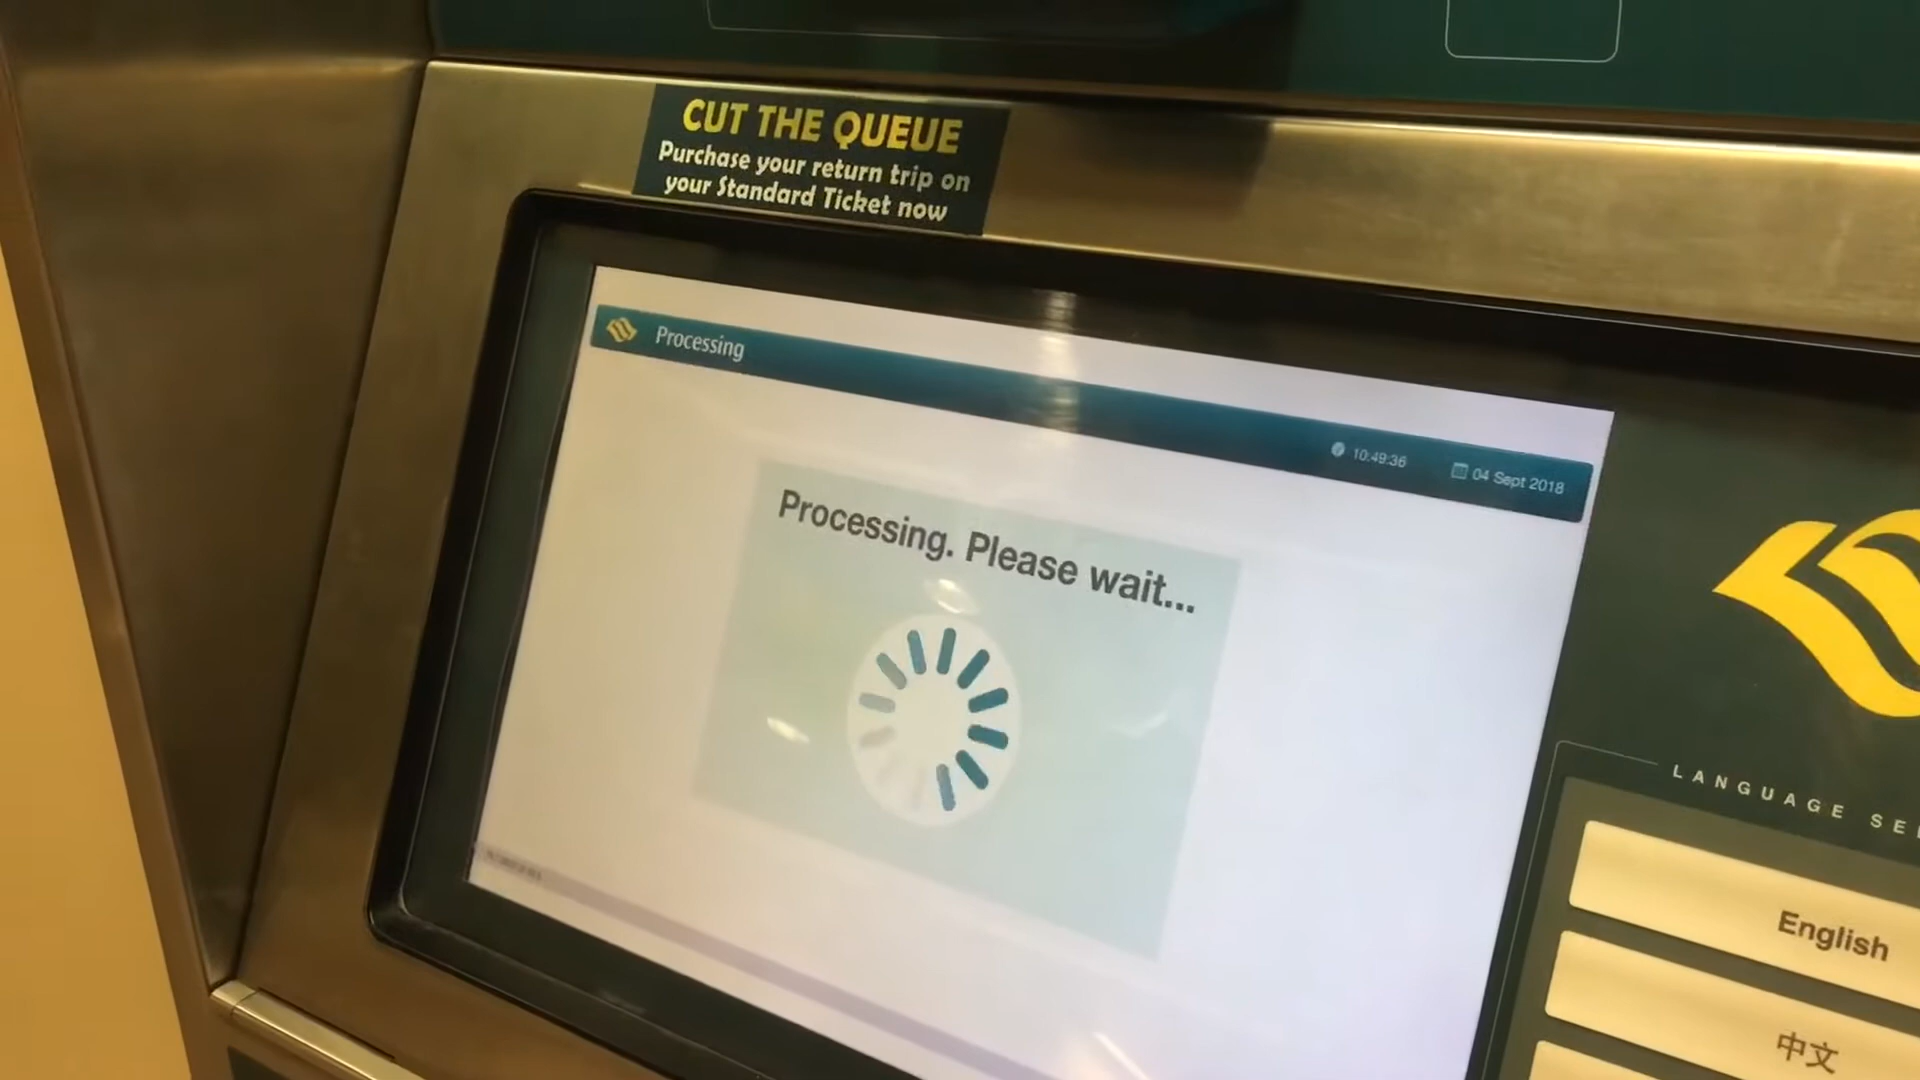 CUT THE QUEUE
Purchase your return trip on
your Standard Ticket now
Processing
10:49:36
04 Sept 2018
Processing. Please wait...
LANGUAGE
English
中文